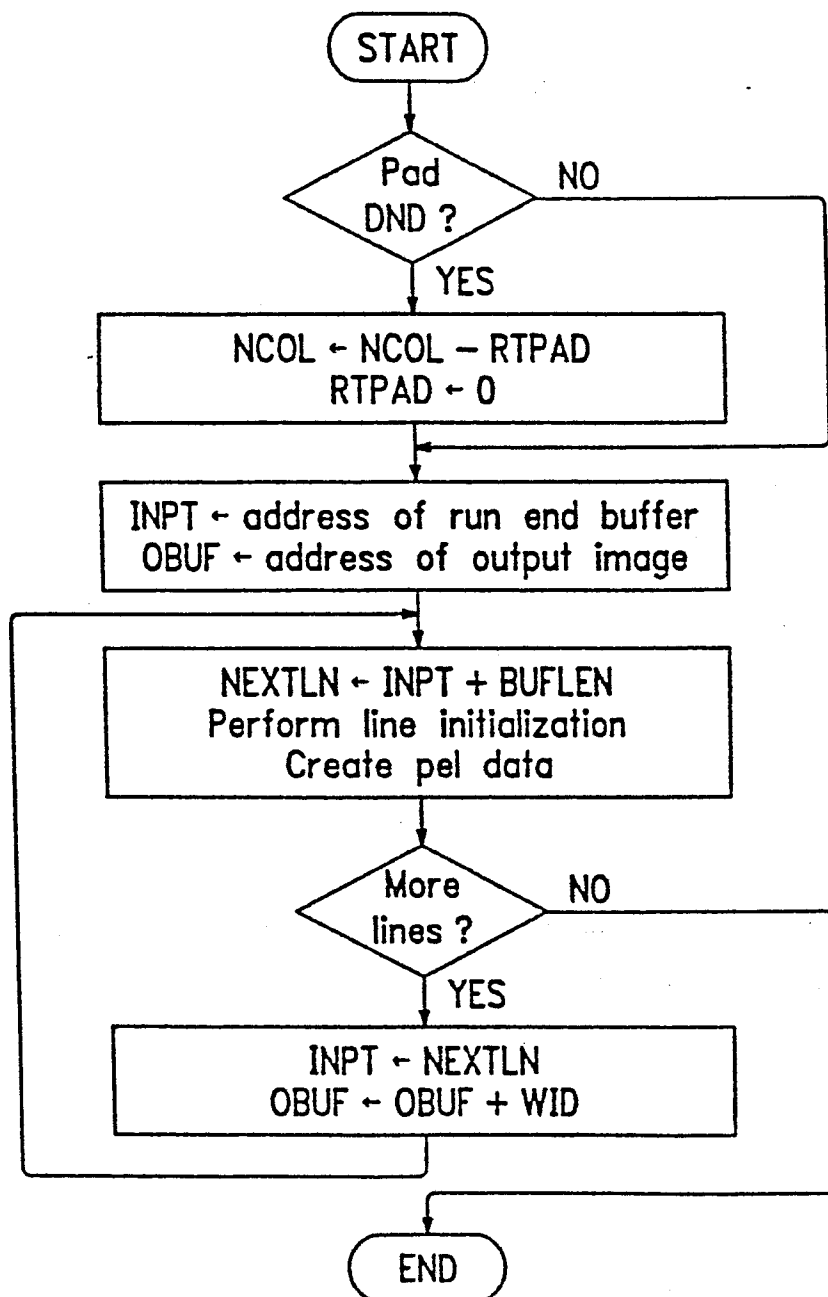 START
Pad
DND ?
NO
YES
NCOL ← NCOL – RTPAD
RTPAD ← 0
INPT ← address of run end buffer
OBUF ← address of output image
NEXTLN ← INPT + BUFLEN
Perform line initialization
Create pel data
More
lines ?
NO
YES
INPT ← NEXTLN
OBUF ← OBUF + WID
END